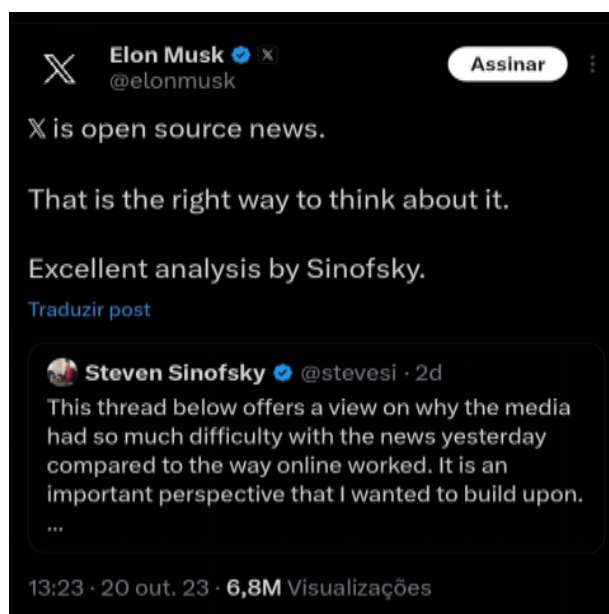 Elon Musk
Assinar
@elonmusk
𝕏 is open source news.
That is the right way to think about it.
Excellent analysis by Sinofsky.
Traduzir post
Steven Sinofsky @stevesi · 2d
This thread below offers a view on why the media
had so much difficulty with the news yesterday
compared to the way online worked. It is an
important perspective that I wanted to build upon.
...
13:23 · 20 out. 23 · 6,8M Visualizações